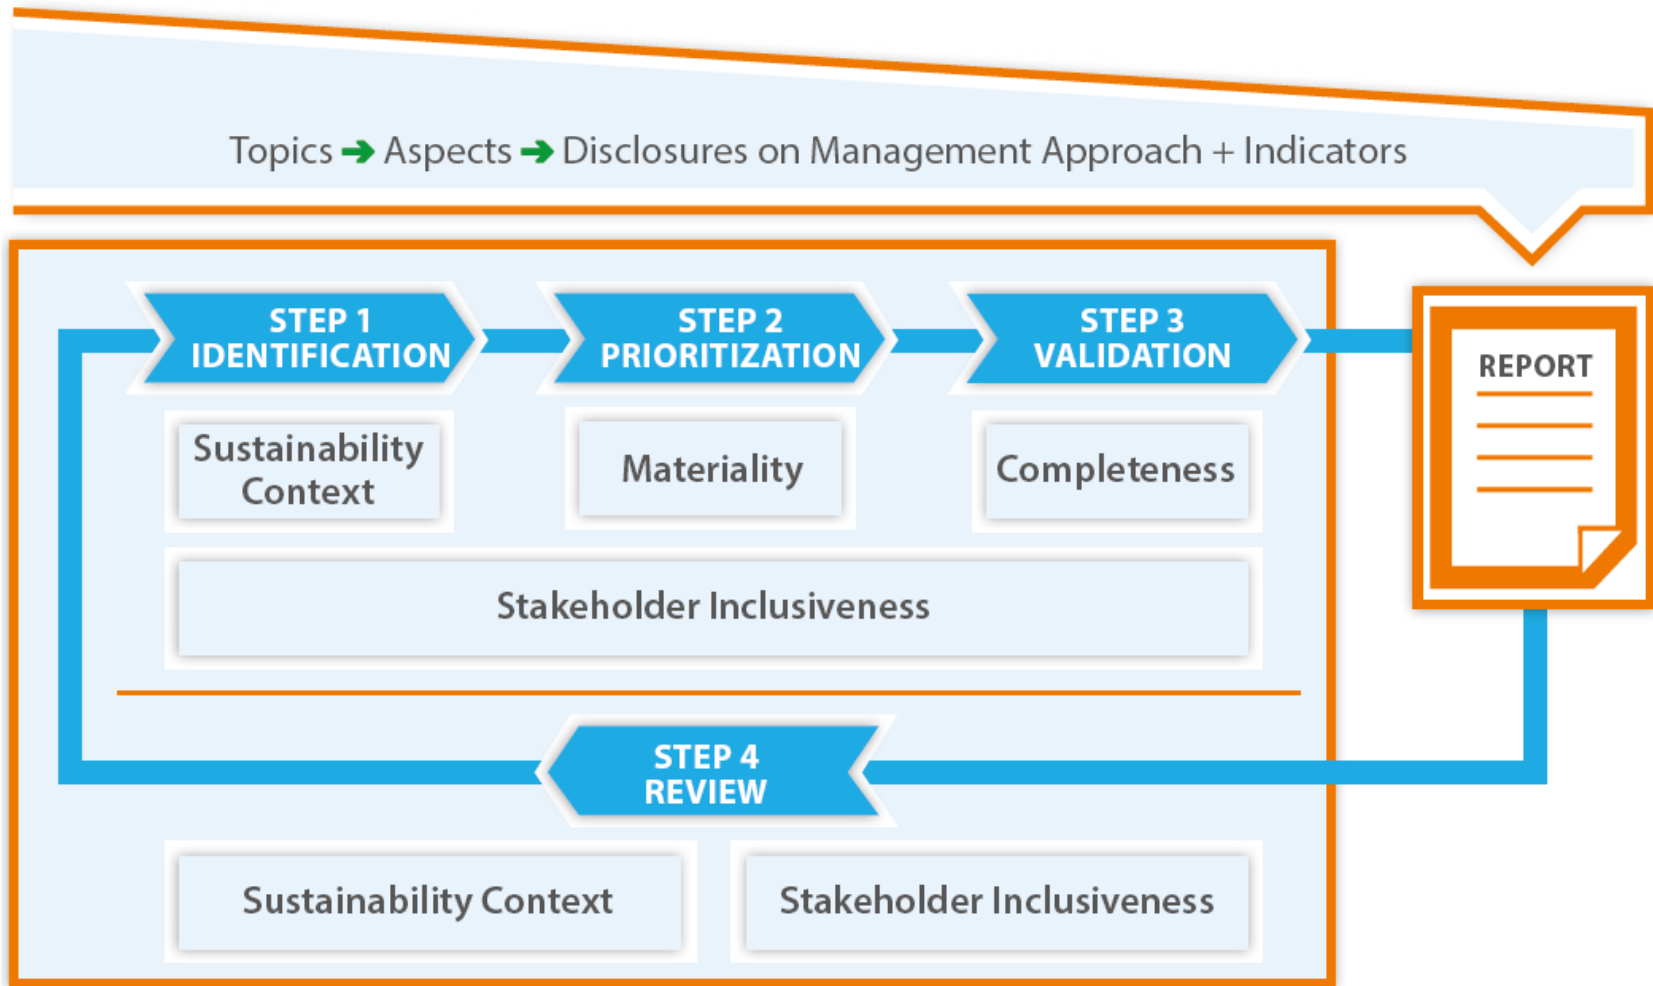 Topics ➔ Aspects ➔ Disclosures on Management Approach + Indicators
STEP 1
IDENTIFICATION
STEP 2
PRIORITIZATION
STEP 3
VALIDATION
REPORT
Sustainability
Context
Materiality
Completeness
Stakeholder Inclusiveness
STEP 4
REVIEW
Sustainability Context
Stakeholder Inclusiveness